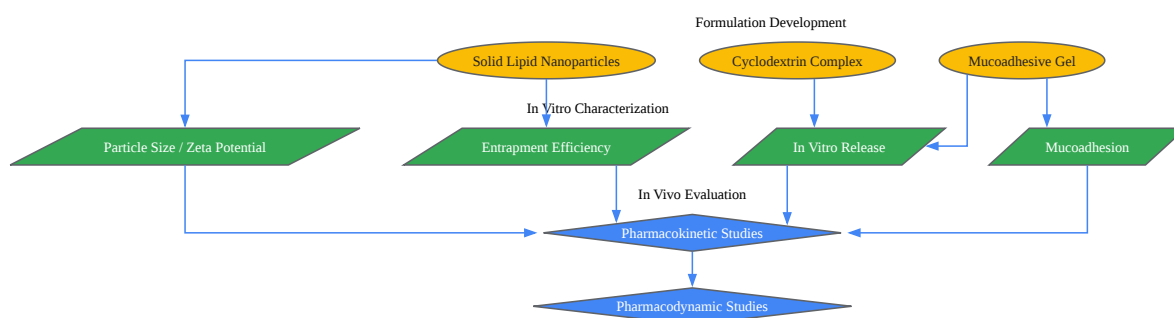 Formulation Development
Solid Lipid Nanoparticles
Cyclodextrin Complex
Mucoadhesive Gel
In Vitro Characterization
Particle Size / Zeta Potential
Entrapment Efficiency
In Vitro Release
Mucoadhesion
In Vivo Evaluation
Pharmacokinetic Studies
Pharmacodynamic Studies